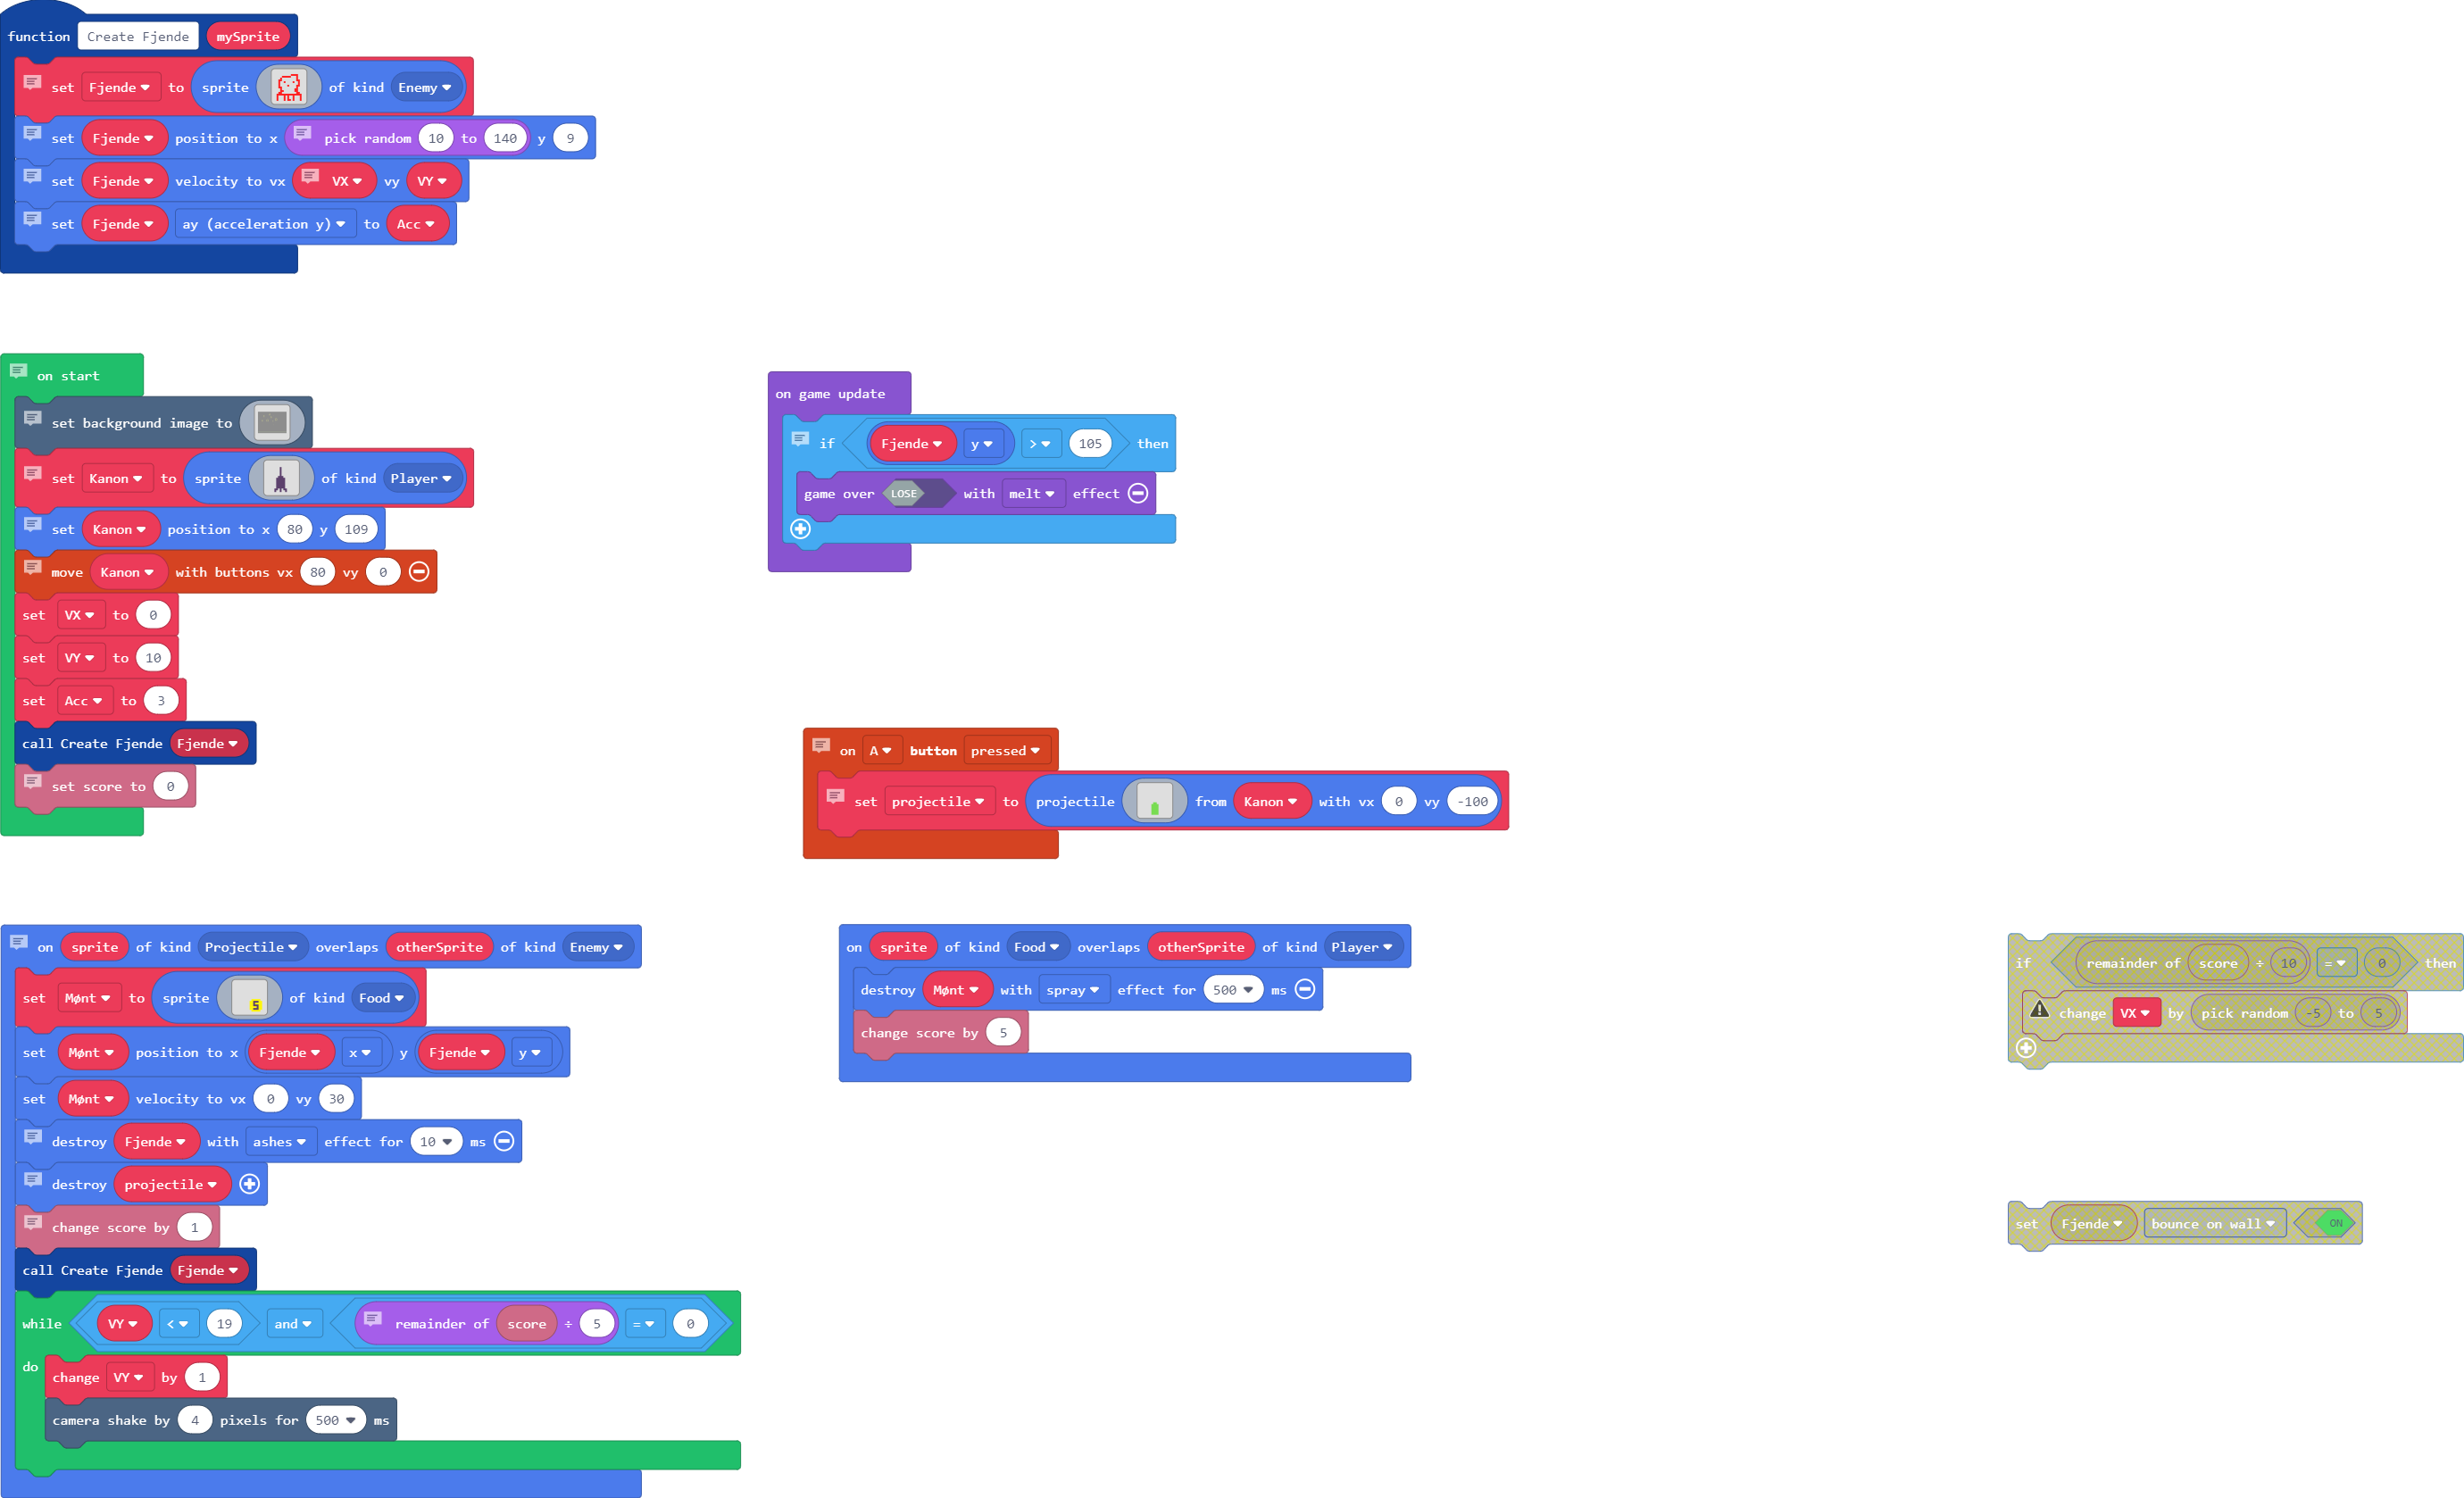 function Create Fjende mySprite
set Fjende to sprite of kind Enemy
set Fjende position to x pick random 10 to 140 y 9
set Fjende velocity to vx VX vy VY
set Fjende ay (acceleration y) to Acc
on start
set background image to
set Kanon to sprite of kind Player
set Kanon position to x 80 y 109
move Kanon with buttons vx 80 vy 0
set VX to 0
set VY to 10
set Acc to 3
call Create Fjende Fjende
set score to 0
on game update
if Fjende y > 105 then
game over LOSE with melt effect
on A button pressed
set projectile to projectile from Kanon with vx 0 vy -100
on sprite of kind Projectile overlaps otherSprite of kind Enemy
set Mønt to sprite 5 of kind Food
set Mønt position to x Fjende x y Fjende y
set Mønt velocity to vx 0 vy 30
destroy Fjende with ashes effect for 10 ms
destroy projectile
change score by 1
call Create Fjende Fjende
while VY < 19 and remainder of score ÷ 5 = 0
do change VY by 1
camera shake by 4 pixels for 500 ms
on sprite of kind Food overlaps otherSprite of kind Player
destroy Mønt with spray effect for 500 ms
change score by 5
if remainder of score ÷ 10 = 0 then
change VX by pick random -5 to 5
set Fjende bounce on wall ON